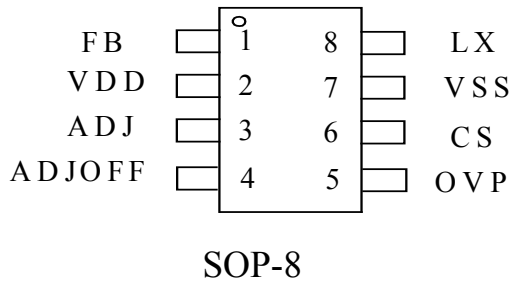 FB 1 8 LX
VDD 2 7 VSS
ADJ 3 6 CS
ADJOFF 4 5 OVP
SOP-8